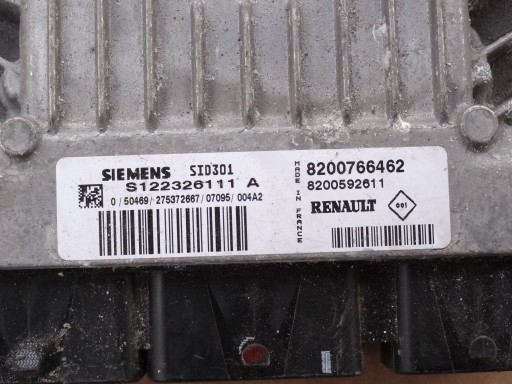 SIEMENS SID301
S122326111 A
0 / 50469 / 275372667 / 07095 / 004A2
MADE IN FRANCE
8200766462
8200592611
RENAULT
001